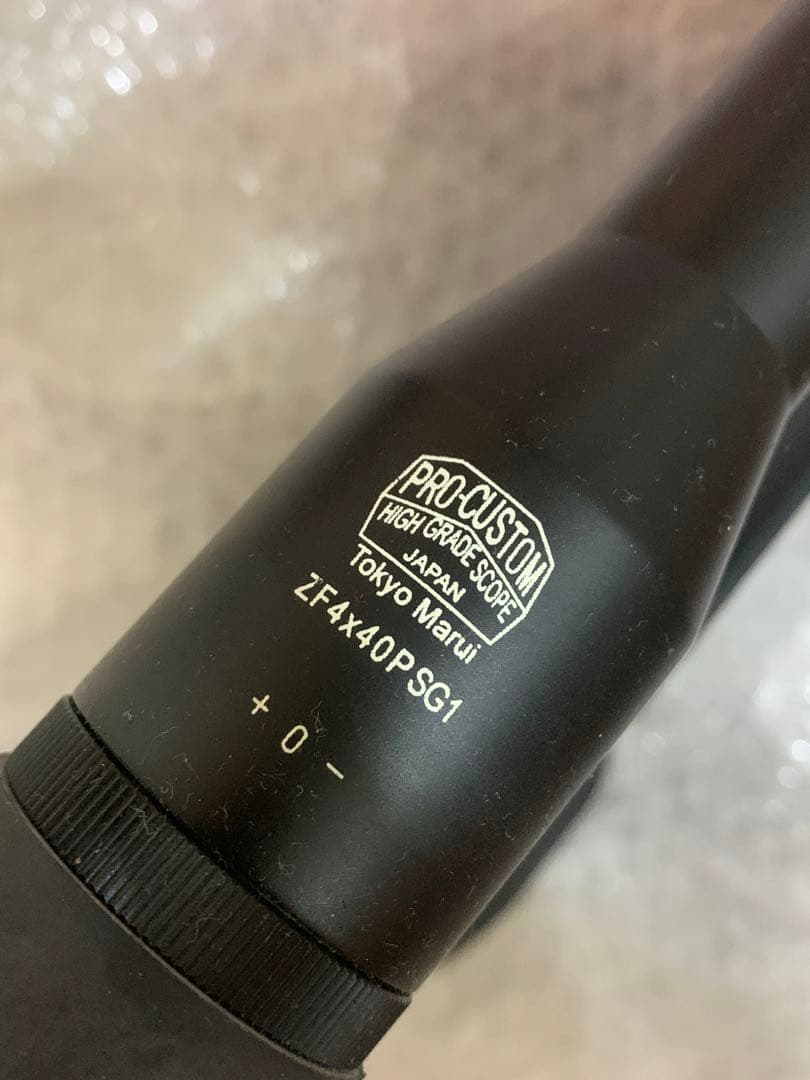 PRO-CUSTOM
HIGH GRADE SCOPE
JAPAN
Tokyo Marui
ZF4x40PSG1
+ 0 -